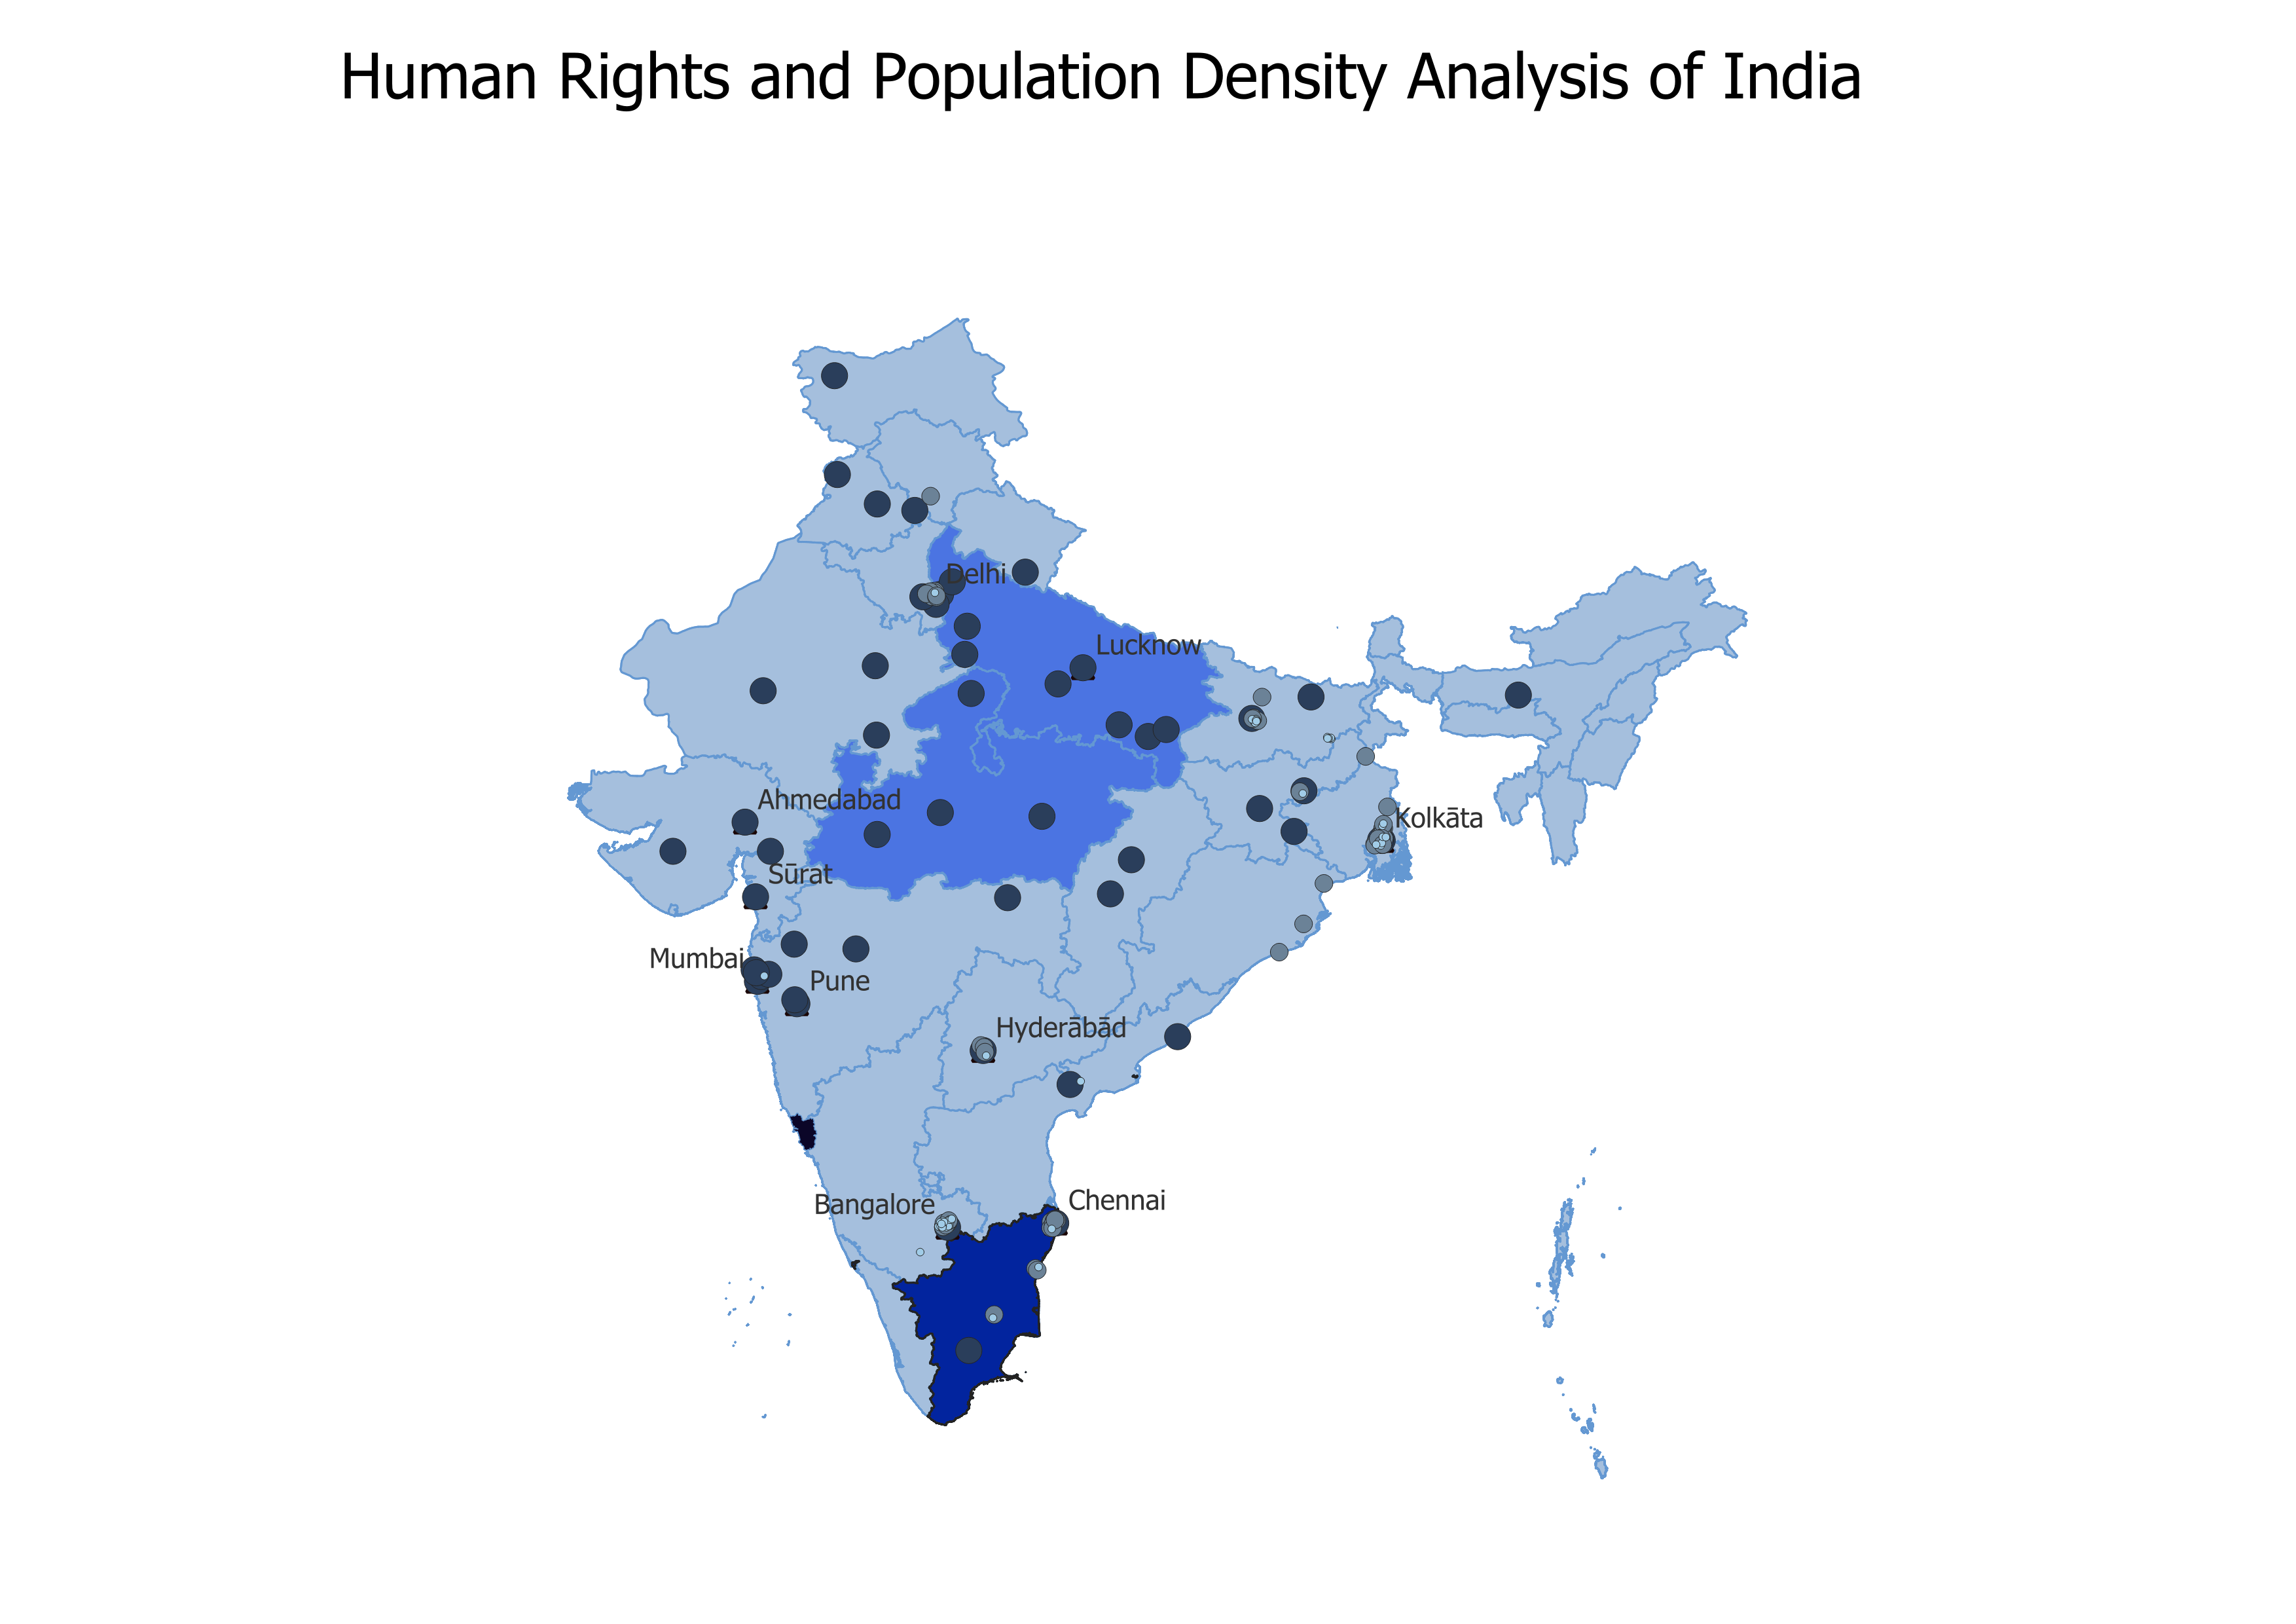 Human Rights and Population Density Analysis of India
Delhi
Lucknow
Ahmedabad
Kolkāta
Sūrat
Mumbai
Pune
Hyderābād
Bangalore
Chennai